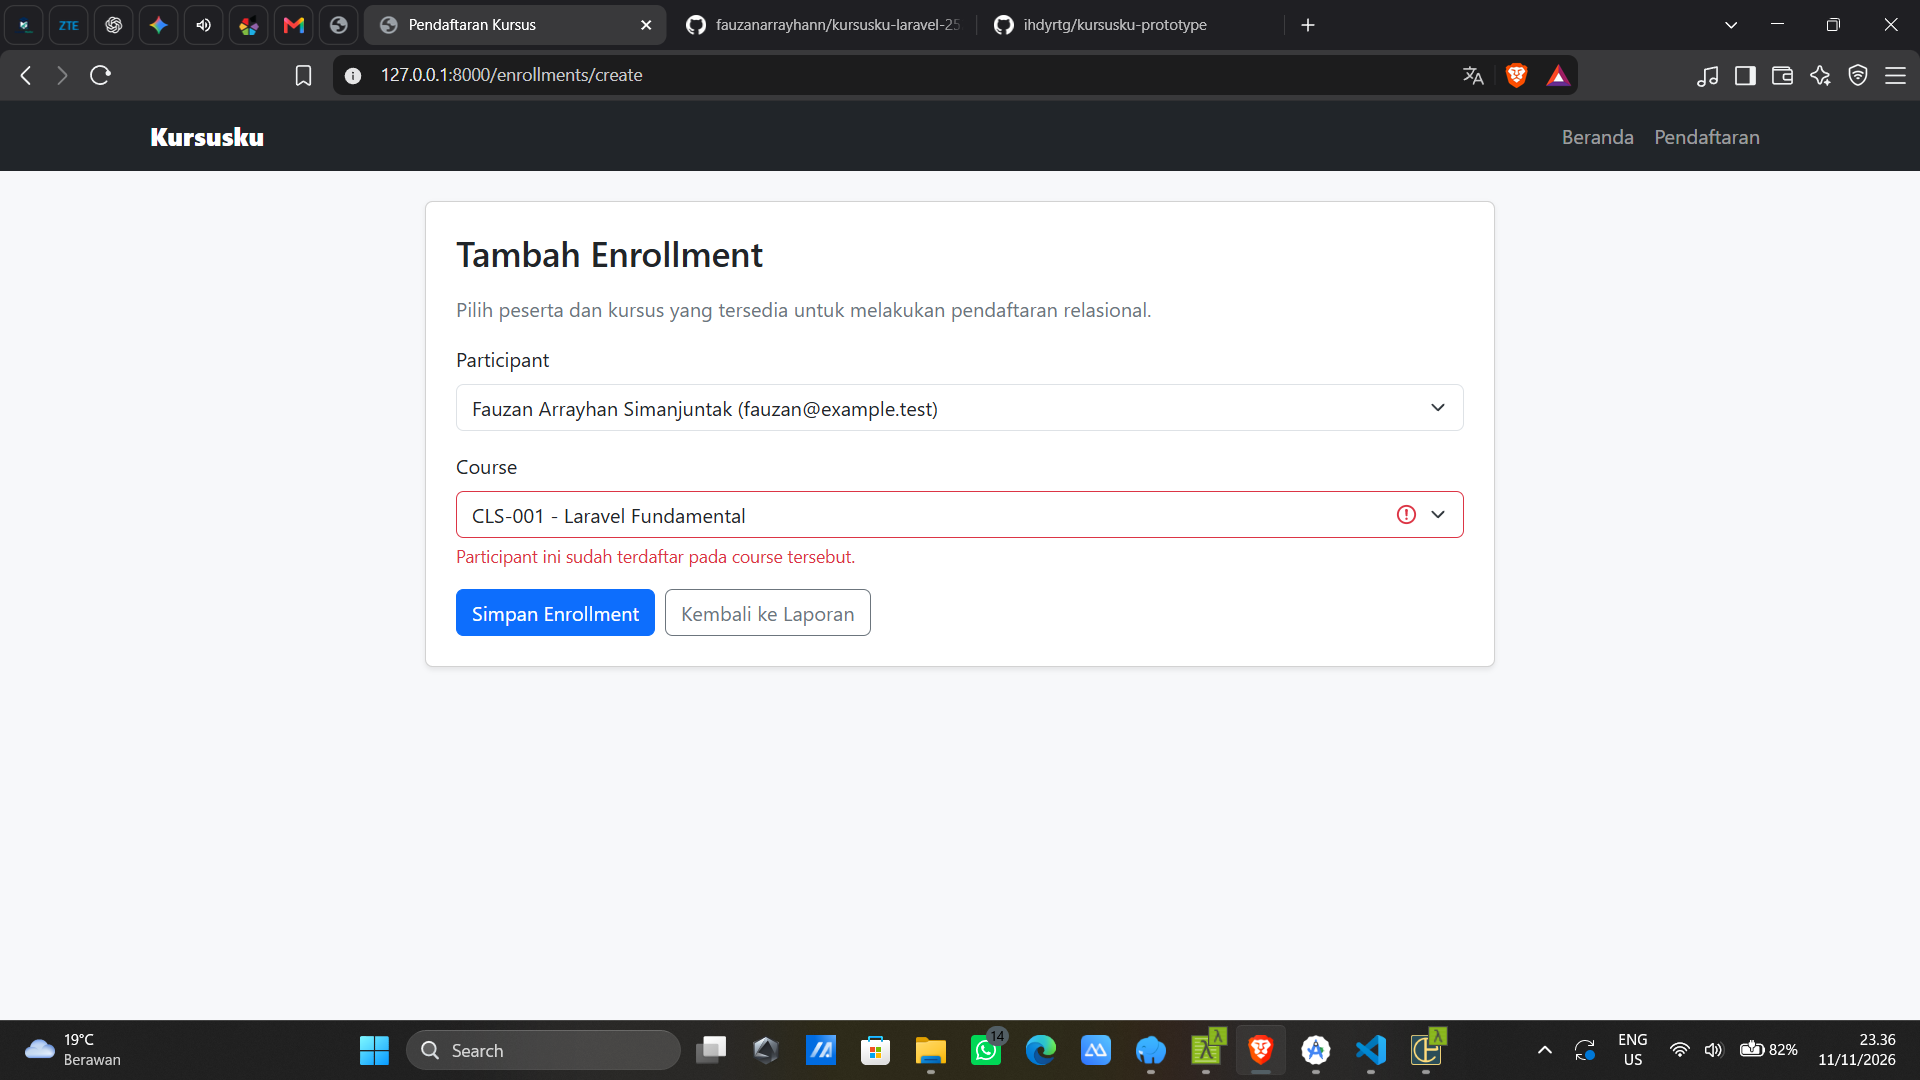 ZTE
Pendaftaran Kursus
fauzanarrayhann/kursusku-laravel-25
ihdyrtg/kursusku-prototype
127.0.0.1:8000/enrollments/create
Kursusku
Beranda
Pendaftaran
Tambah Enrollment
Pilih peserta dan kursus yang tersedia untuk melakukan pendaftaran relasional.
Participant
Fauzan Arrayhan Simanjuntak (fauzan@example.test)
Course
CLS-001 - Laravel Fundamental
Participant ini sudah terdaftar pada course tersebut.
Simpan Enrollment
Kembali ke Laporan
19°C
Berawan
Search
14
ENG
US
82%
23.36
11/11/2026